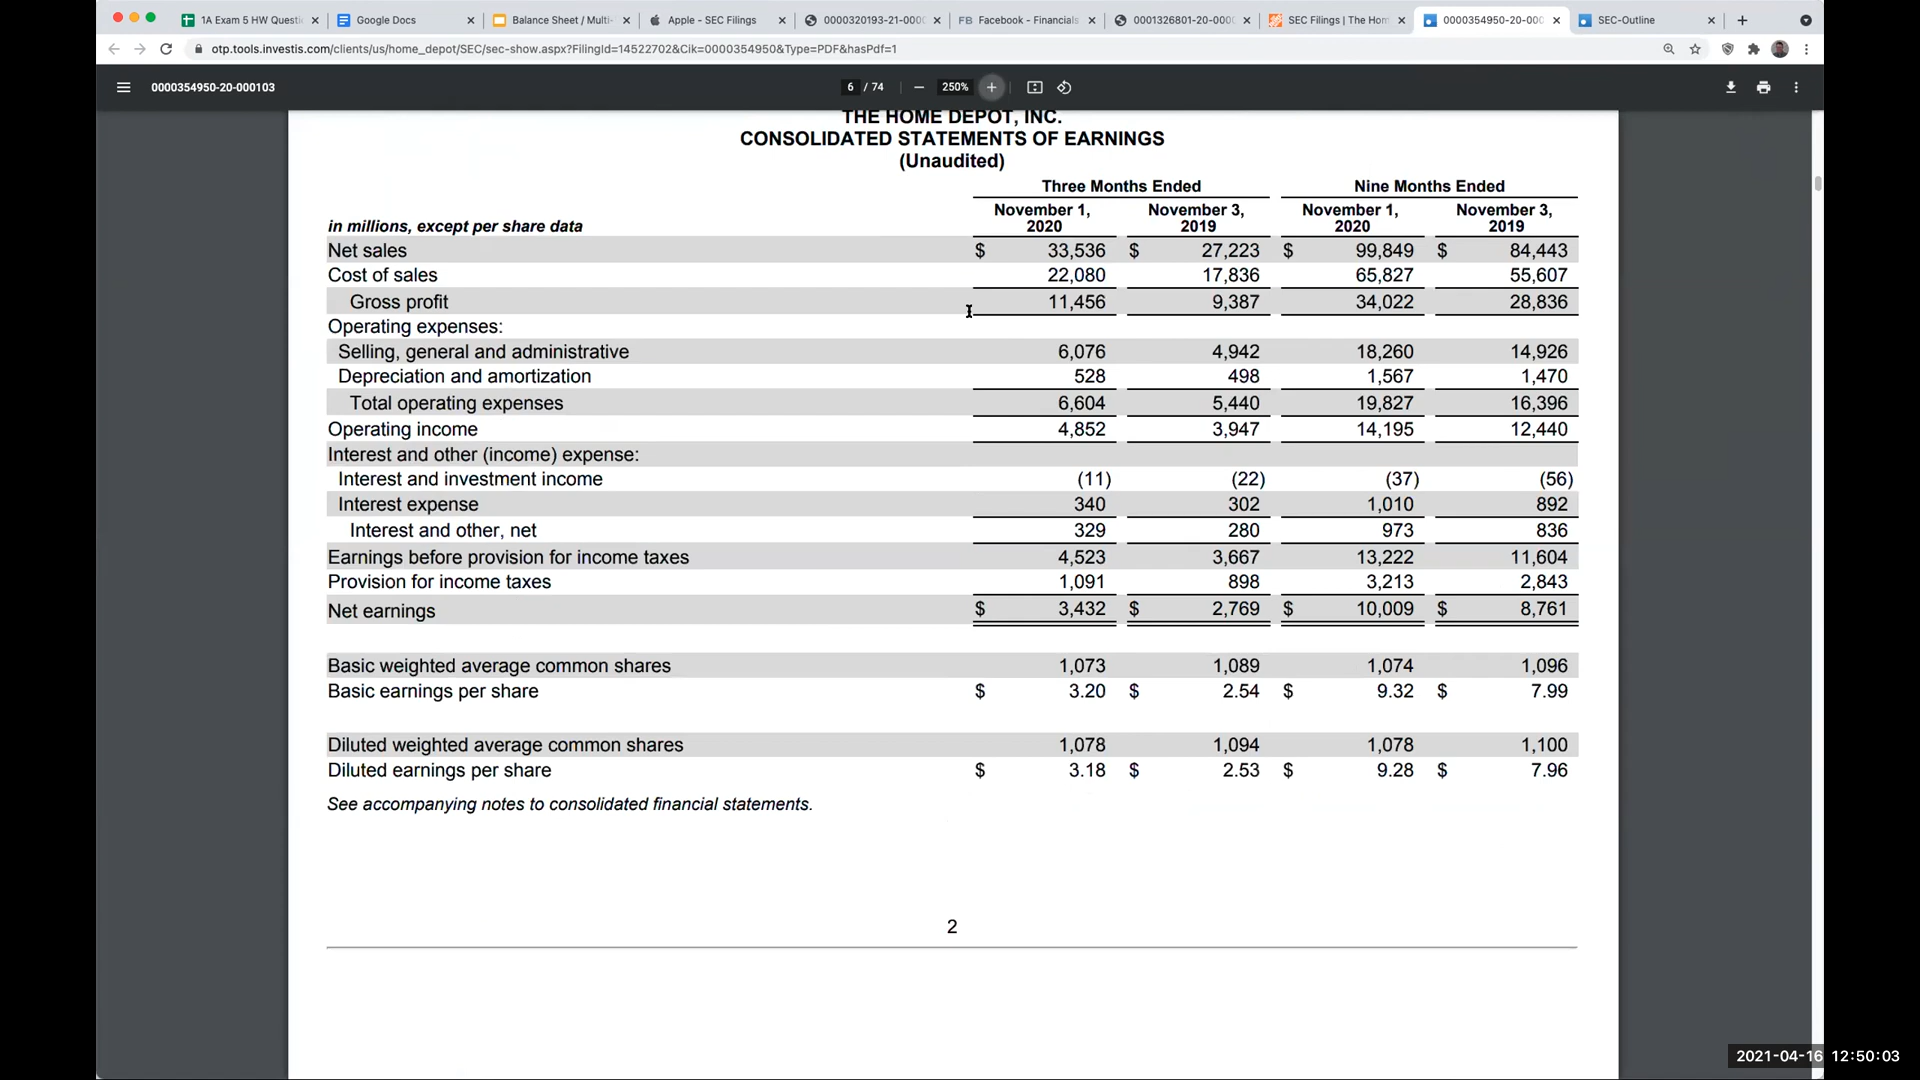 1A Exam 5 HW Questi
Google Docs
Balance Sheet / Multi-
Apple - SEC Filings
0000320193-21-000
Facebook - Financials
0001326801-20-000
SEC Filings | The Hom
0000354950-20-000
SEC-Outline
otp.tools.investis.com/clients/us/home_depot/SEC/sec-show.aspx?FilingId=14522702&Cik=0000354950&Type=PDF&hasPdf=1
0000354950-20-000103
6 / 74
250%
THE HOME DEPOT, INC.
CONSOLIDATED STATEMENTS OF EARNINGS
(Unaudited)
Three Months Ended Nine Months Ended
in millions, except per share data November 1, 2020 November 3, 2019 November 1, 2020 November 3, 2019
Net sales $ 33,536 $ 27,223 $ 99,849 $ 84,443
Cost of sales 22,080 17,836 65,827 55,607
Gross profit 11,456 9,387 34,022 28,836
Operating expenses:
Selling, general and administrative 6,076 4,942 18,260 14,926
Depreciation and amortization 528 498 1,567 1,470
Total operating expenses 6,604 5,440 19,827 16,396
Operating income 4,852 3,947 14,195 12,440
Interest and other (income) expense:
Interest and investment income (11) (22) (37) (56)
Interest expense 340 302 1,010 892
Interest and other, net 329 280 973 836
Earnings before provision for income taxes 4,523 3,667 13,222 11,604
Provision for income taxes 1,091 898 3,213 2,843
Net earnings $ 3,432 $ 2,769 $ 10,009 $ 8,761
Basic weighted average common shares 1,073 1,089 1,074 1,096
Basic earnings per share $ 3.20 $ 2.54 $ 9.32 $ 7.99
Diluted weighted average common shares 1,078 1,094 1,078 1,100
Diluted earnings per share $ 3.18 $ 2.53 $ 9.28 $ 7.96
See accompanying notes to consolidated financial statements.
2
2021-04-16 12:50:03